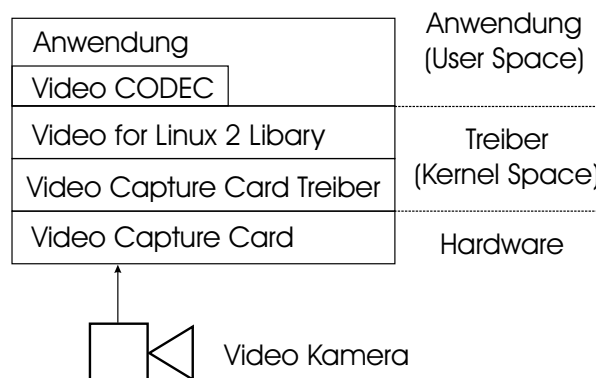 Anwendung
Video CODEC
Video for Linux 2 Libary
Video Capture Card Treiber
Video Capture Card
Anwendung
(User Space)
Treiber
(Kernel Space)
Hardware
Video Kamera